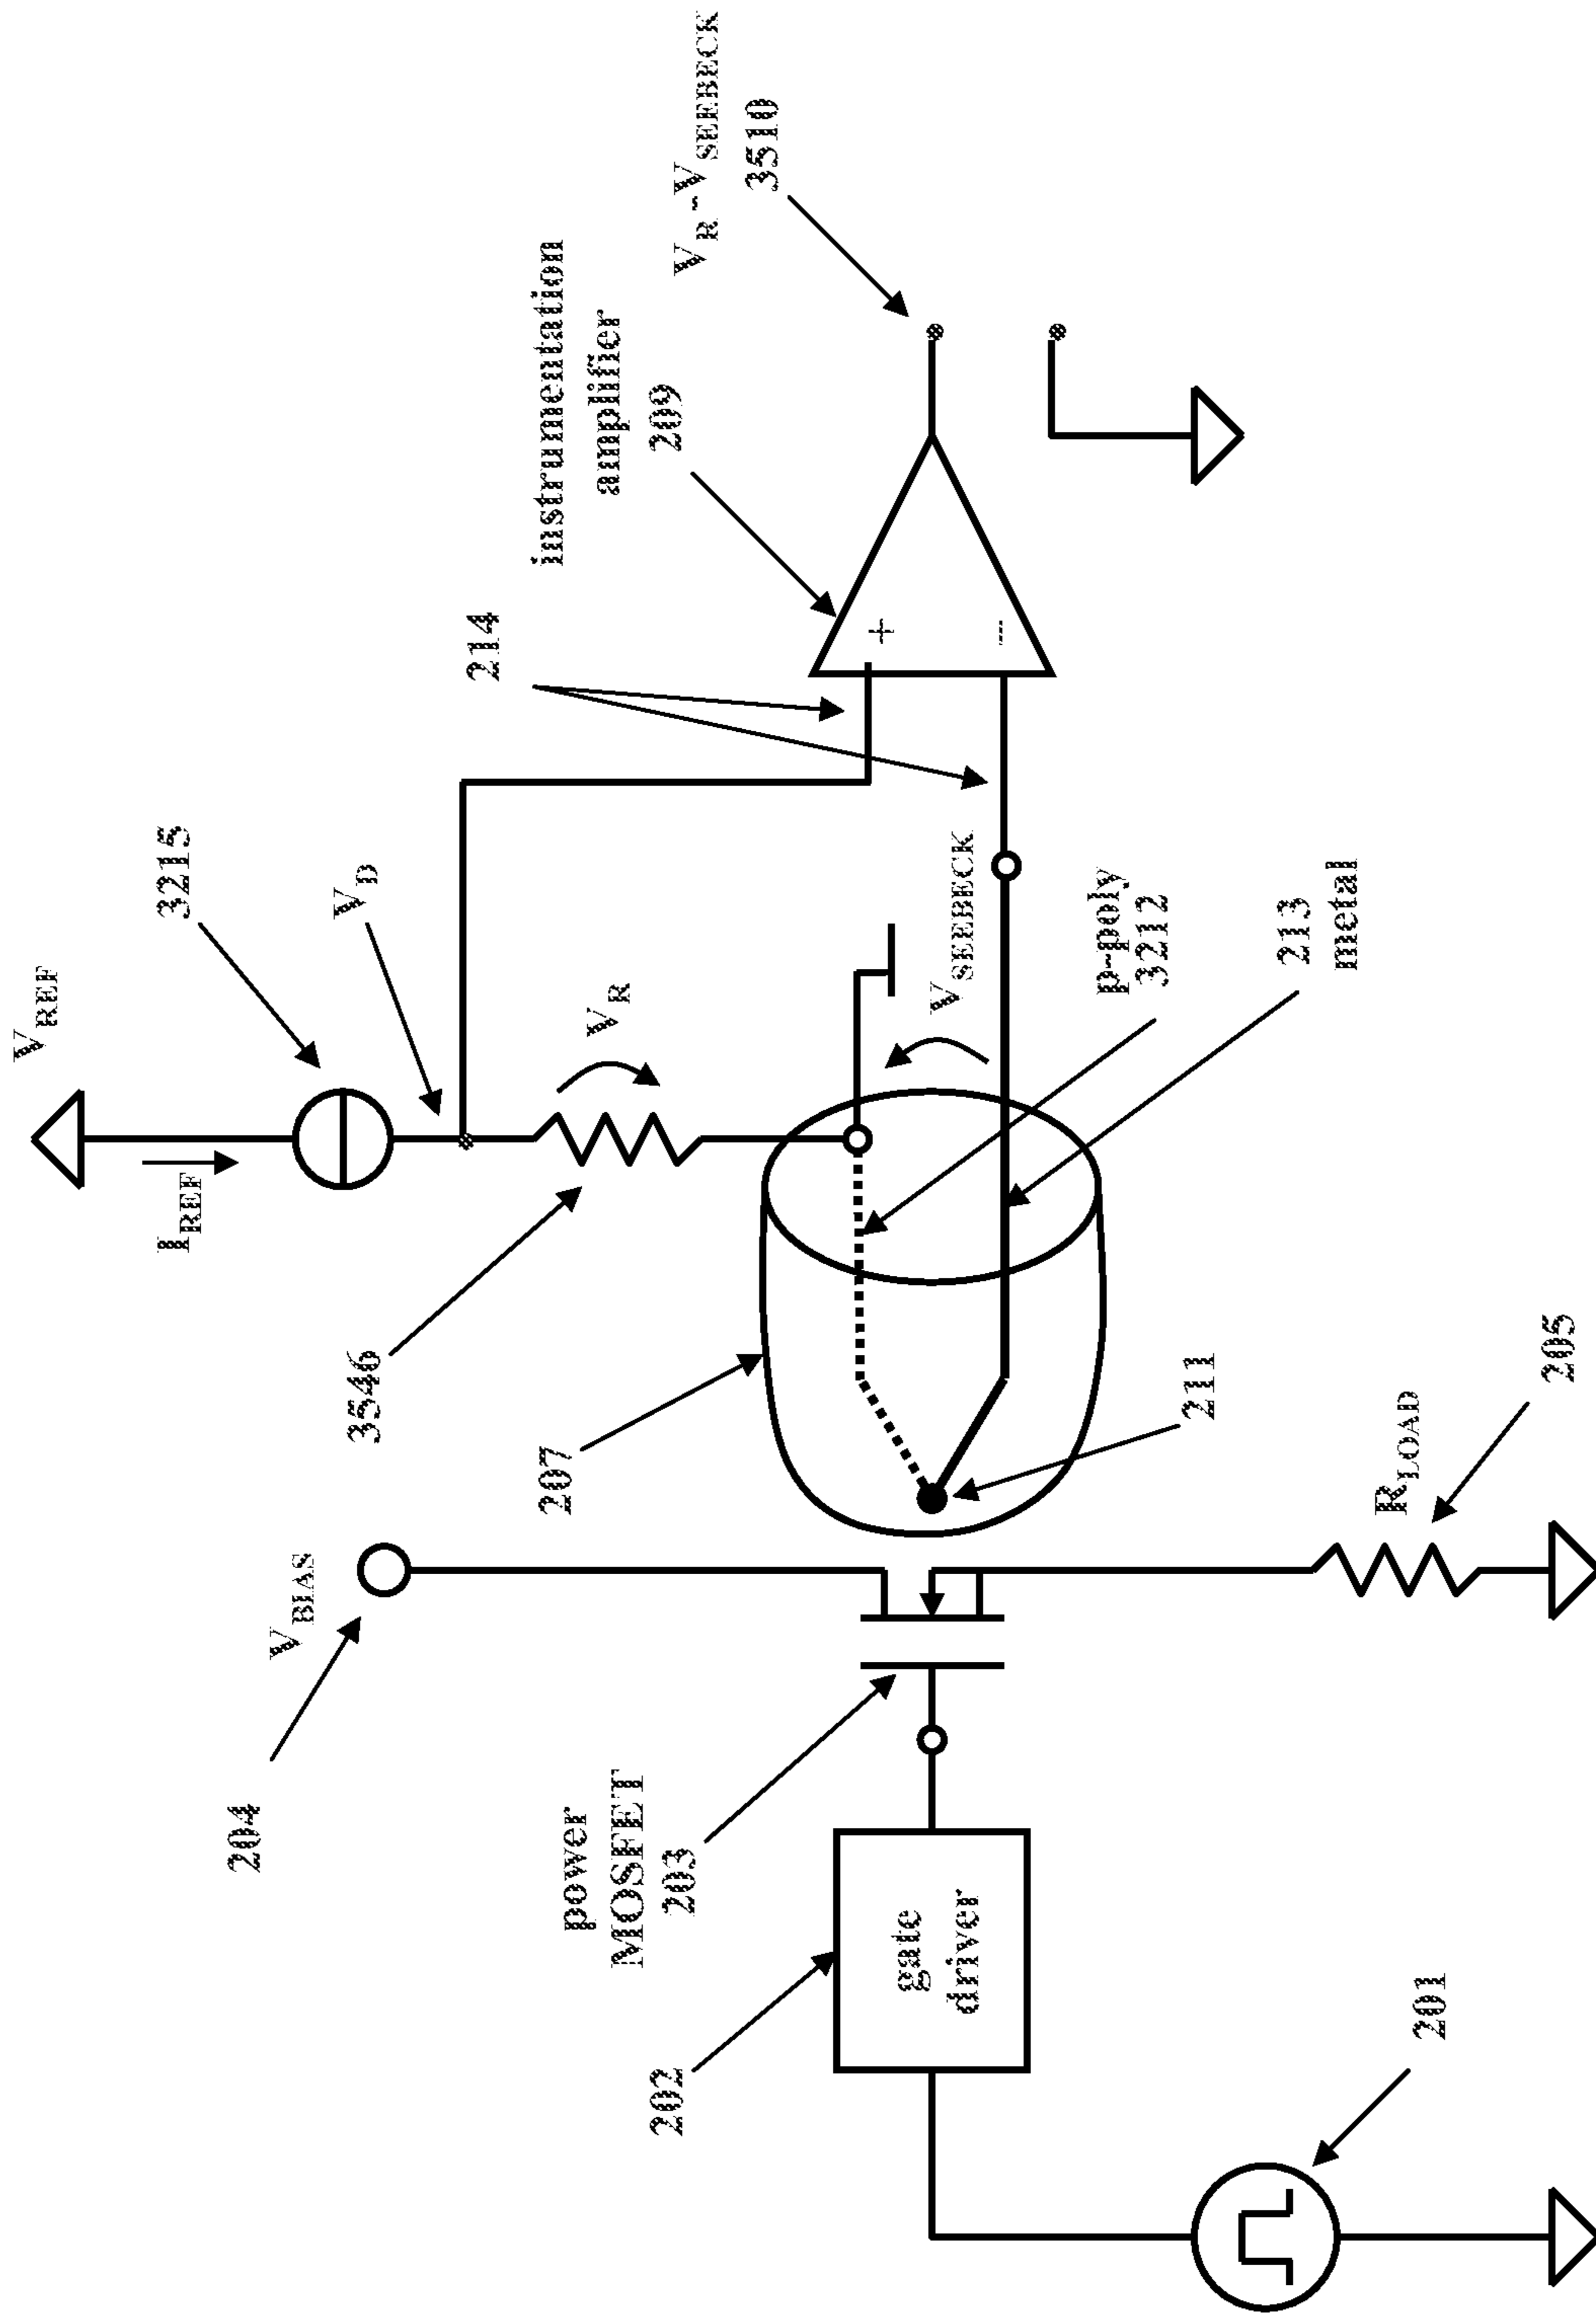 V_REF
I_REF
3215
V_D
3546
V_R
207
214
instrumentation
amplifier
209
V_R -V_SEEBECK
3510
+
---
V_SEEBECK
p-poly
3212
213
metal
211
V_BIAS
204
power
MOSFET
203
R_LOAD
205
202
gate
driver
201